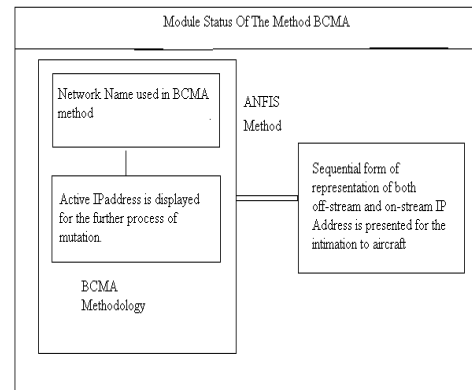 Module Status Of The Method BCMA
Network Name used in BCMA
method .
ANFIS
Method
Active IPaddress is displayed
for the further process of
mutation.
Sequential form of
representation of both
off-stream and on-stream IP
Address is presented for the
intimation to aircraft
BCMA
Methodology